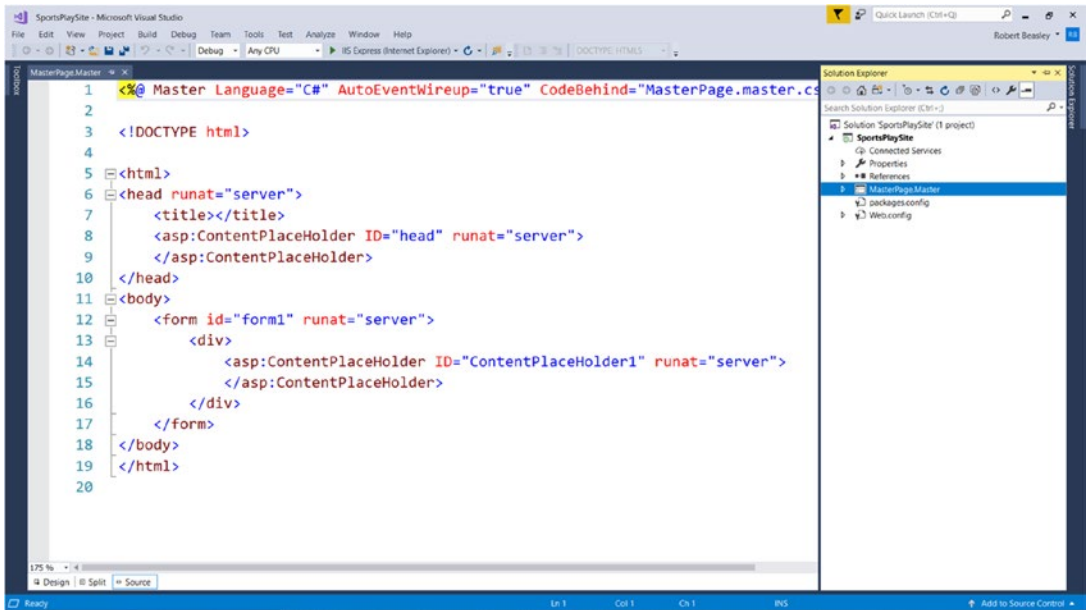 SportsPlaySite - Microsoft Visual Studio
Quick Launch (Ctrl+Q)
File Edit View Project Build Debug Team Tools Test Analyze Window Help
Robert Beasley
RB
Debug Any CPU IIS Express (Internet Explorer) DOCTYPE: HTML5
Toolbox
MasterPage.Master
1 <%@ Master Language="C#" AutoEventWireup="true" CodeBehind="MasterPage.master.cs
2
3 <!DOCTYPE html>
4
5 <html>
6 <head runat="server">
7 <title></title>
8 <asp:ContentPlaceHolder ID="head" runat="server">
9 </asp:ContentPlaceHolder>
10 </head>
11 <body>
12 <form id="form1" runat="server">
13 <div>
14 <asp:ContentPlaceHolder ID="ContentPlaceHolder1" runat="server">
15 </asp:ContentPlaceHolder>
16 </div>
17 </form>
18 </body>
19 </html>
20
175 %
Design Split Source
Solution Explorer
Search Solution Explorer (Ctrl+;)
Solution 'SportsPlaySite' (1 project)
SportsPlaySite
Connected Services
Properties
References
MasterPage.Master
packages.config
Web.config
Solution Explorer
Ready Ln 1 Col 1 Ch 1 INS Add to Source Control